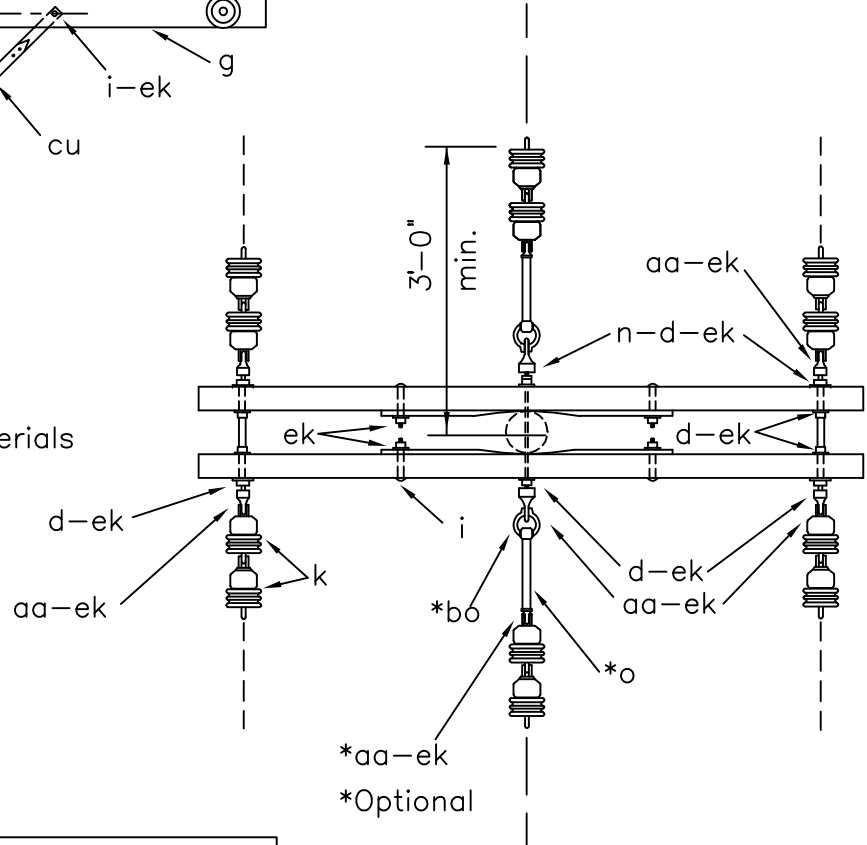 g
i-ek
cu
3'-0"
min.
aa-ek
n-d-ek
erials
ek
d-ek
d-ek
i
k
d-ek
aa-ek
*bo
aa-ek
*o
*aa-ek
*Optional